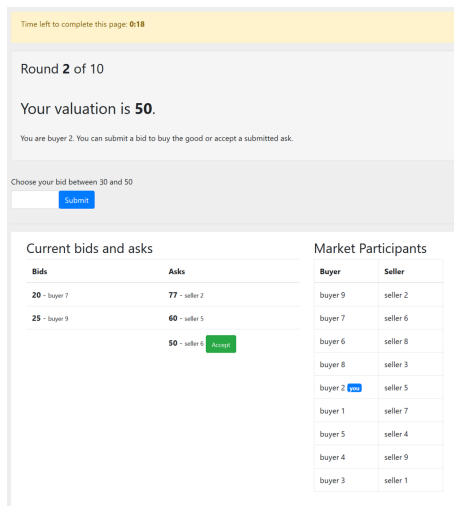 Time left to complete this page: 0:18
Round 2 of 10
Your valuation is 50.
You are buyer 2. You can submit a bid to buy the good or accept a submitted ask.
Choose your bid between 30 and 50
Submit
Current bids and asks
Bids Asks
20 - buyer 7 77 - seller 2
25 - buyer 9 60 - seller 5
50 - seller 6 Accept
Market Participants
Buyer Seller
buyer 9 seller 2
buyer 7 seller 6
buyer 6 seller 8
buyer 8 seller 3
buyer 2 you seller 5
buyer 1 seller 7
buyer 5 seller 4
buyer 4 seller 9
buyer 3 seller 1